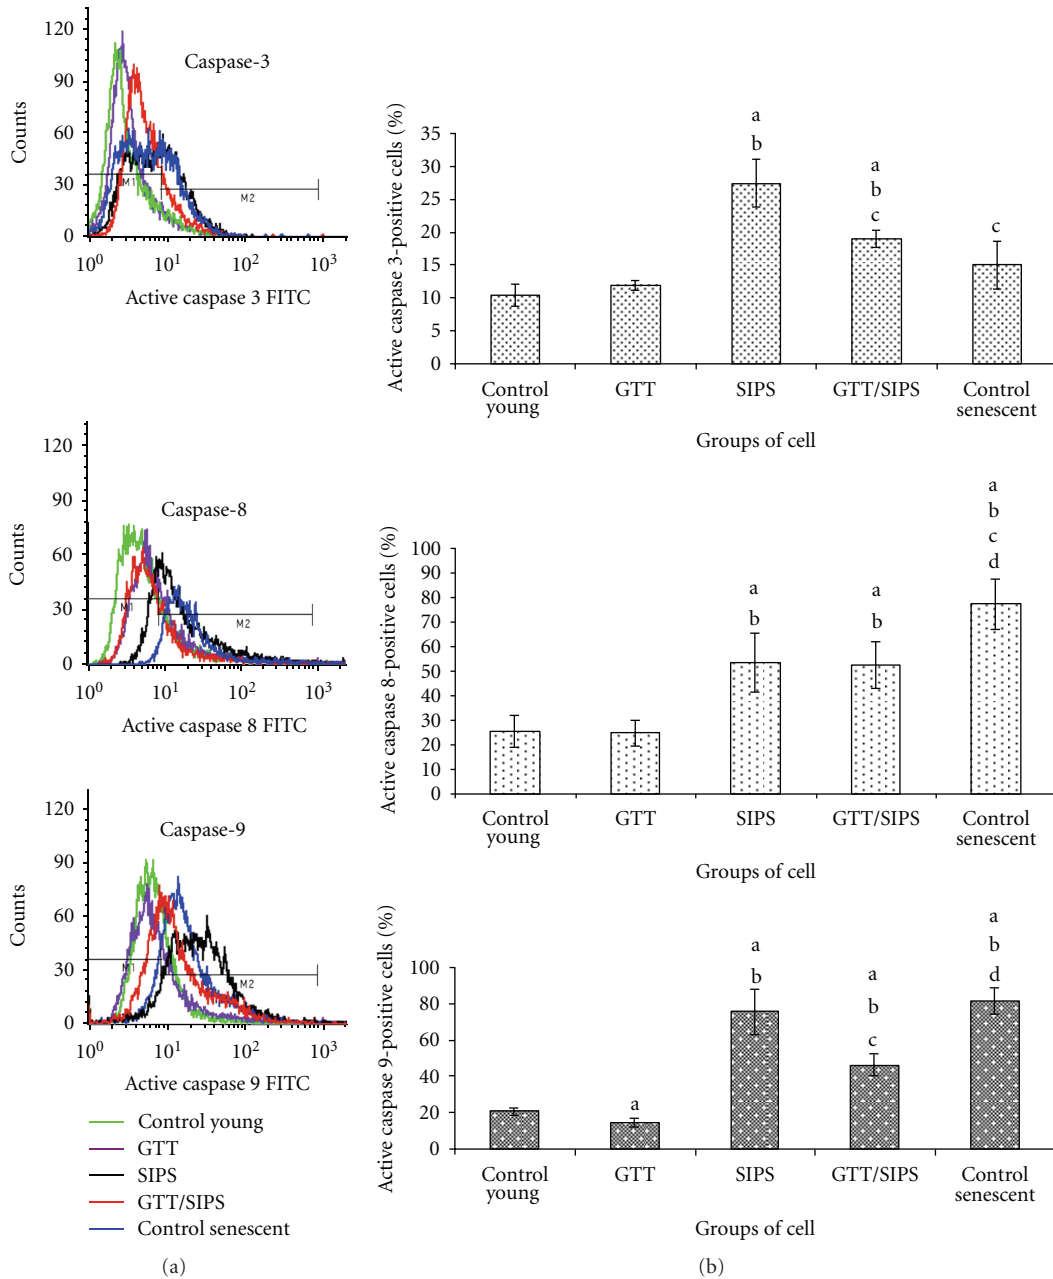 120
90
60
30
0
Counts
Caspase-3
M1
M2
10⁰
10¹
10²
10³
Active caspase 3 FITC
120
90
60
30
0
Counts
Caspase-8
M1
M2
10⁰
10¹
10²
10³
Active caspase 8 FITC
120
90
60
30
0
Counts
Caspase-9
M1
M2
10⁰
10¹
10²
10³
Active caspase 9 FITC
Control young
GTT
SIPS
GTT/SIPS
Control senescent
(a)
Active caspase 3-positive cells (%)
35
30
25
20
15
10
5
0
a
b
a
b
c
c
Control
young
GTT
SIPS
GTT/SIPS
Control
senescent
Groups of cell
Active caspase 8-positive cells (%)
100
90
80
70
60
50
40
30
20
10
0
a
b
a
b
a
b
c
d
Control
young
GTT
SIPS
GTT/SIPS
Control
senescent
Groups of cell
Active caspase 9-positive cells (%)
100
80
60
40
20
0
a
a
b
a
b
c
a
b
d
Control
young
GTT
SIPS
GTT/SIPS
Control
senescent
Groups of cell
(b)